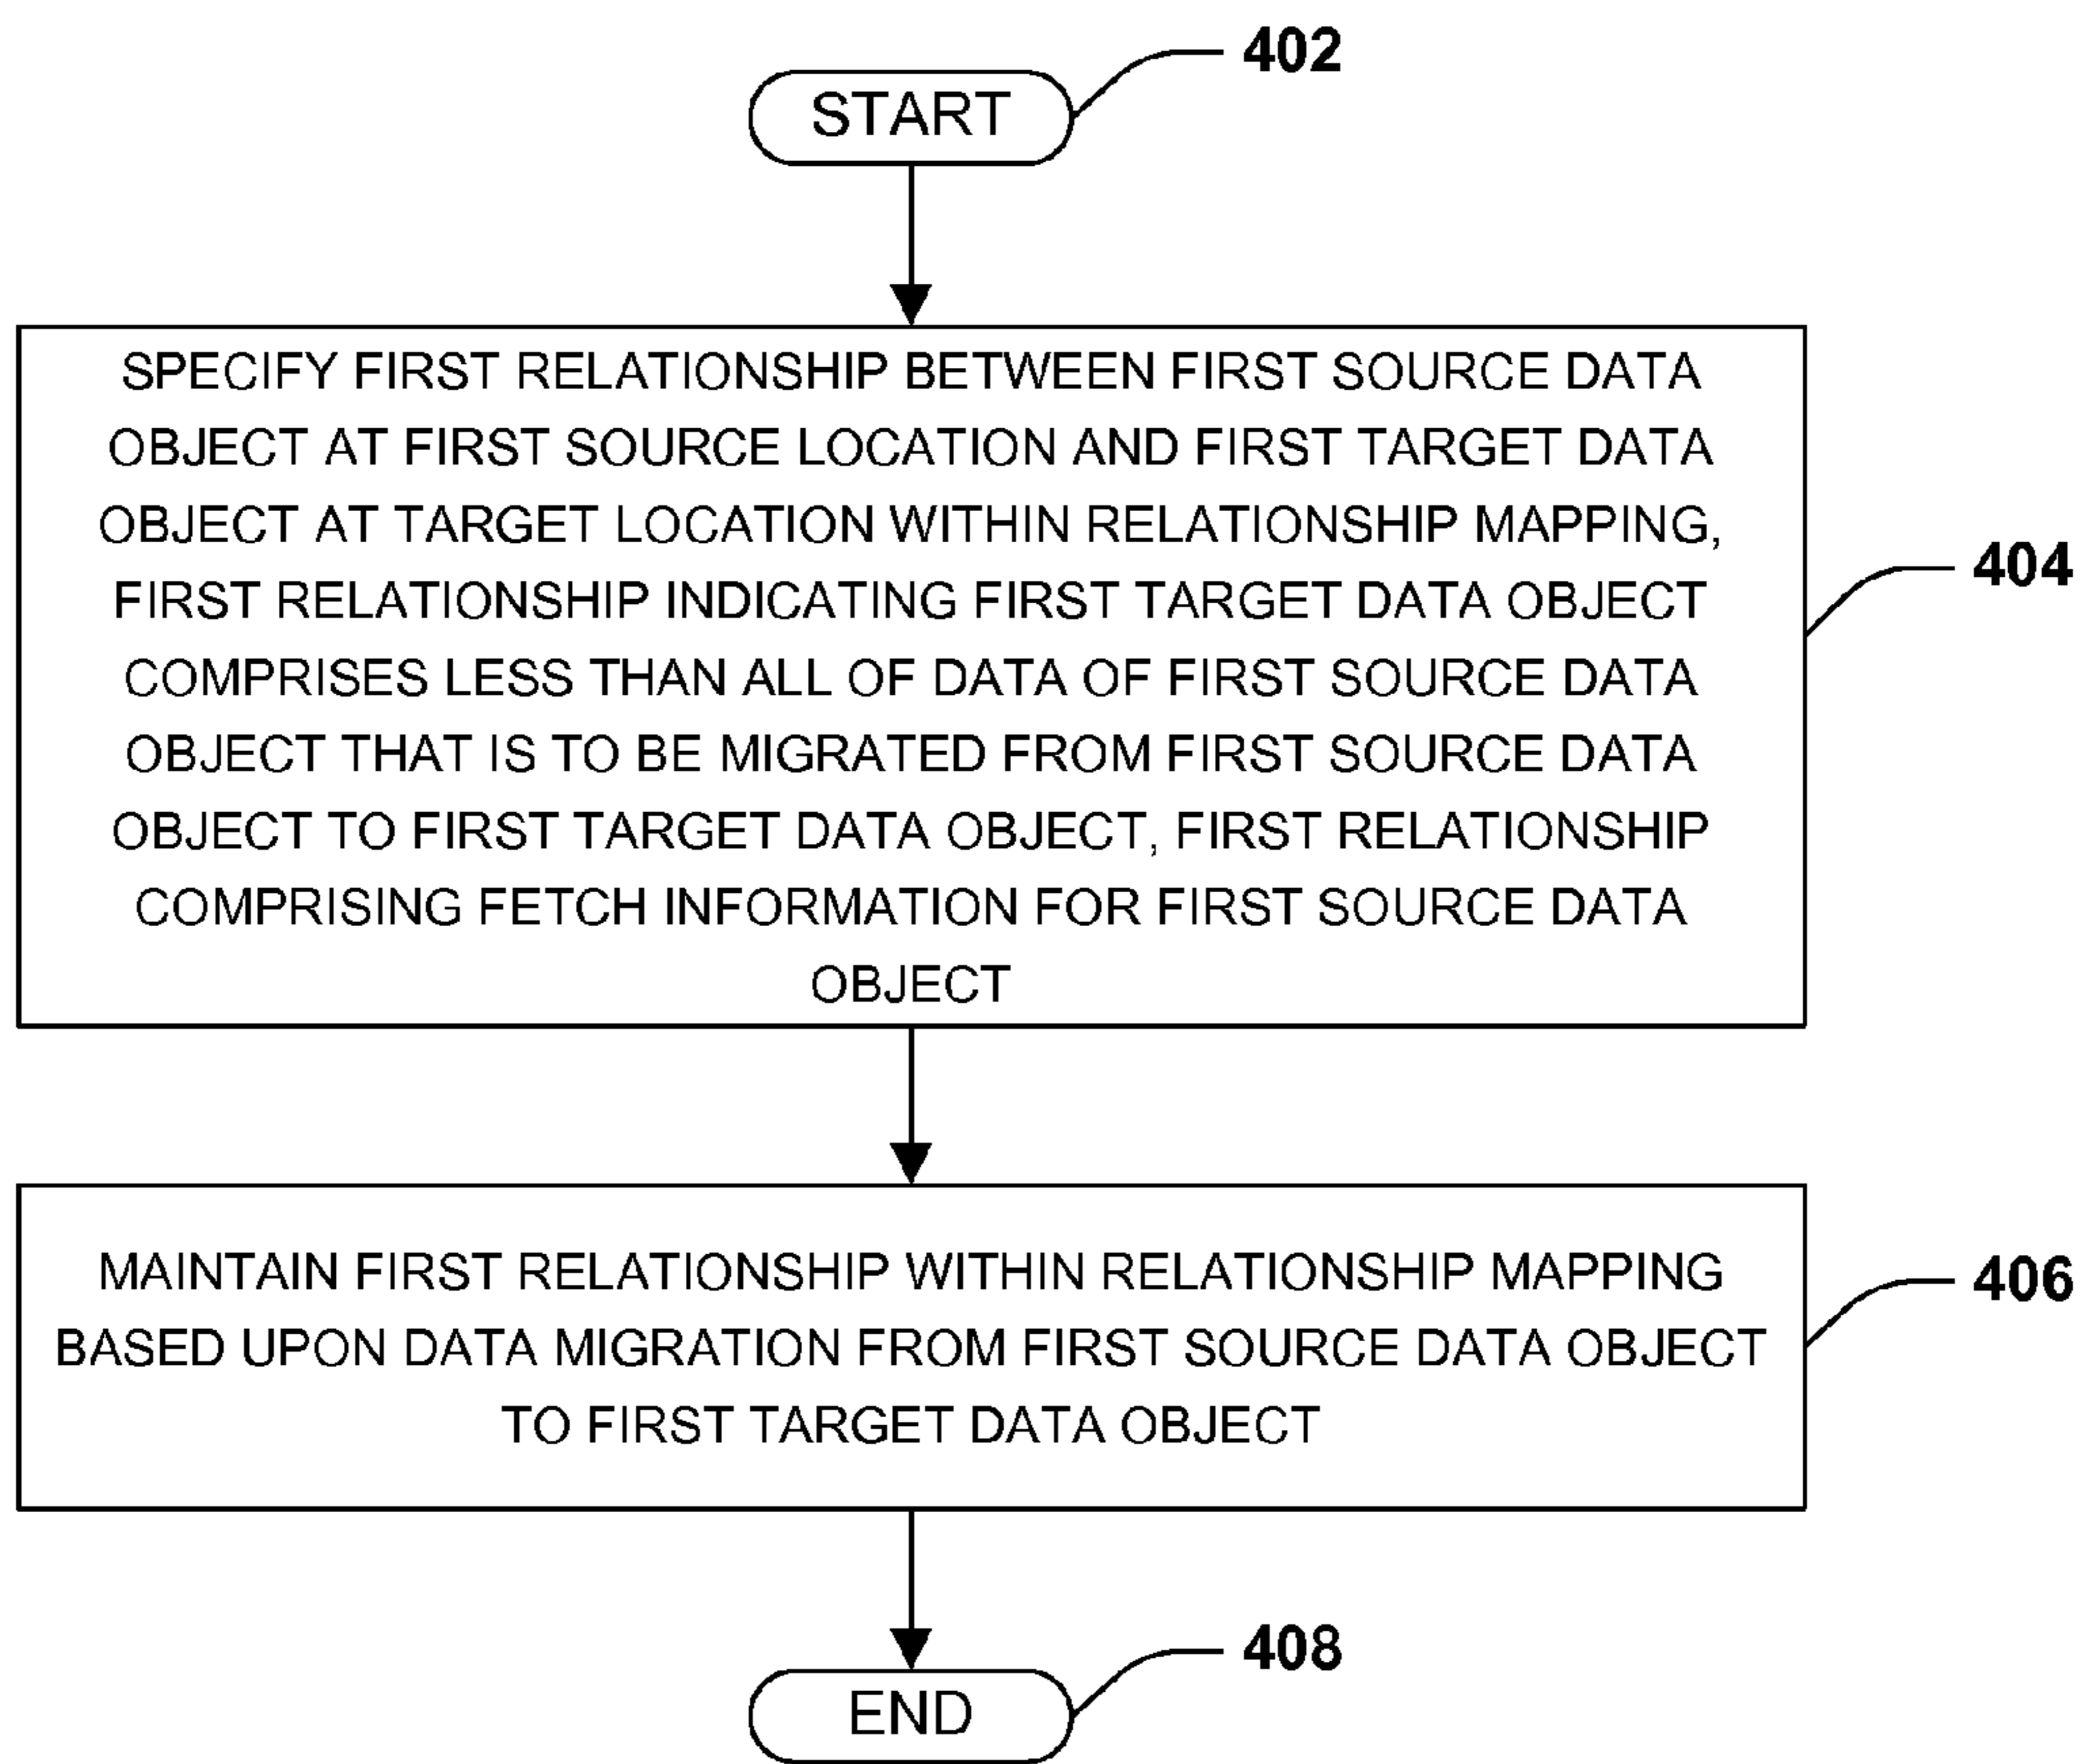 402
START
SPECIFY FIRST RELATIONSHIP BETWEEN FIRST SOURCE DATA
OBJECT AT FIRST SOURCE LOCATION AND FIRST TARGET DATA
OBJECT AT TARGET LOCATION WITHIN RELATIONSHIP MAPPING,
FIRST RELATIONSHIP INDICATING FIRST TARGET DATA OBJECT
COMPRISES LESS THAN ALL OF DATA OF FIRST SOURCE DATA
OBJECT THAT IS TO BE MIGRATED FROM FIRST SOURCE DATA
OBJECT TO FIRST TARGET DATA OBJECT, FIRST RELATIONSHIP
COMPRISING FETCH INFORMATION FOR FIRST SOURCE DATA
OBJECT
404
MAINTAIN FIRST RELATIONSHIP WITHIN RELATIONSHIP MAPPING
BASED UPON DATA MIGRATION FROM FIRST SOURCE DATA OBJECT
TO FIRST TARGET DATA OBJECT
406
408
END